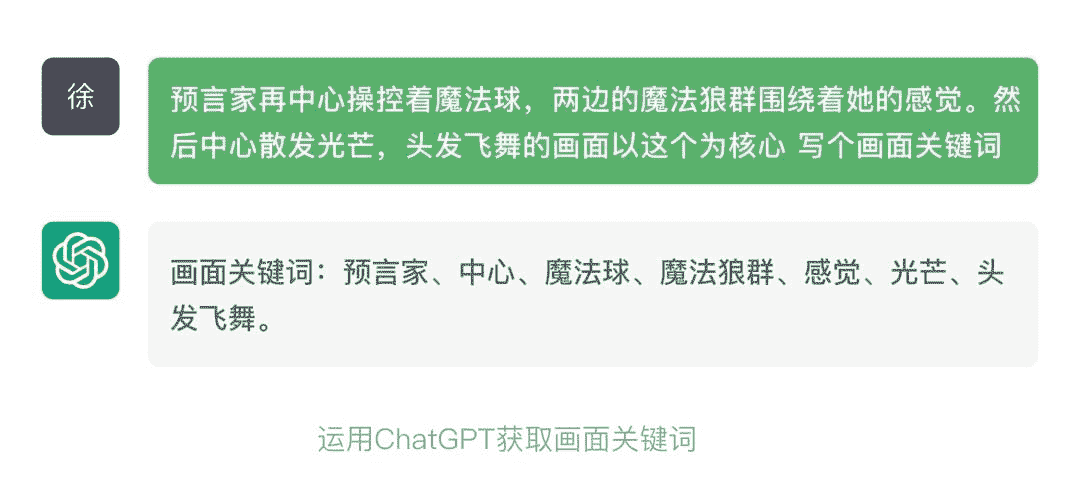 徐
预言家再中心操控着魔法球，两边的魔法狼群围绕着她的感觉。然
后中心散发光芒，头发飞舞的画面以这个为核心 写个画面关键词
画面关键词：预言家、中心、魔法球、魔法狼群、感觉、光芒、头
发飞舞。
运用ChatGPT获取画面关键词